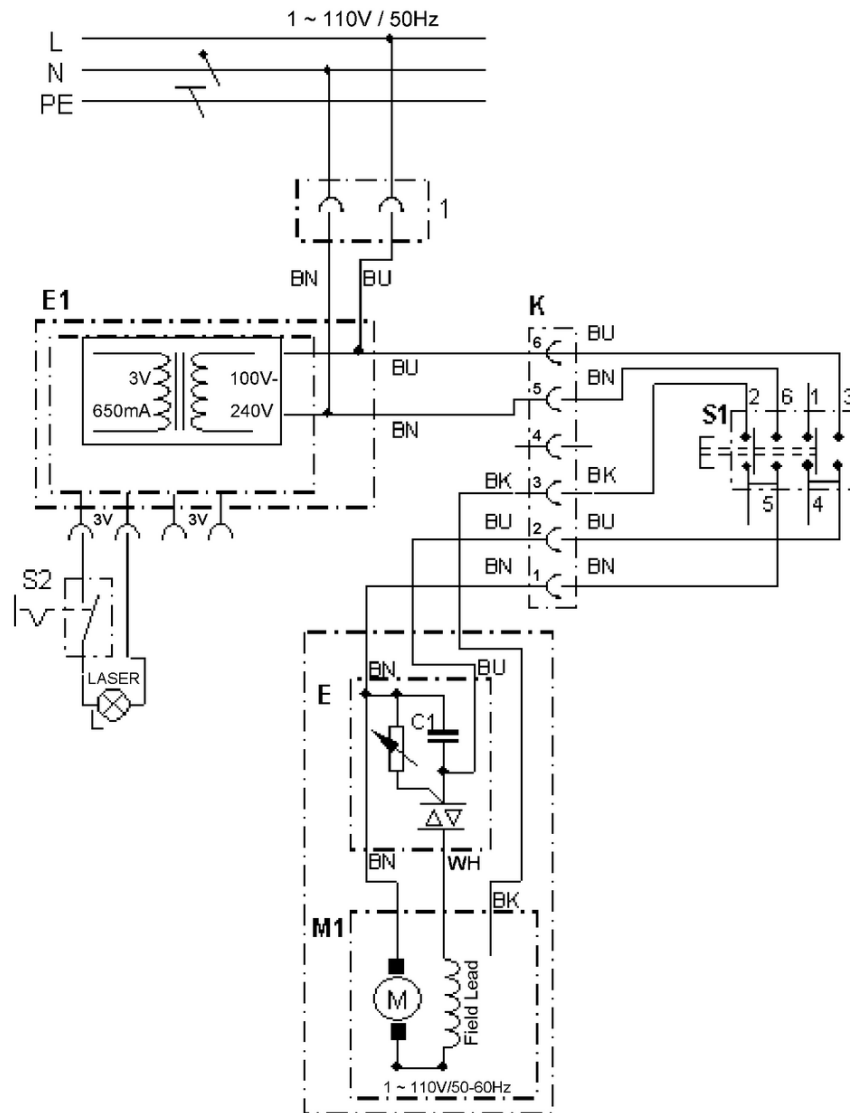 1 ~ 110V / 50Hz
L
N
PE
1
BN
BU
E1
K
3V
100V-
650mA
240V
BU
BN
6
BU
5
BN
4
3
BK
BK
2
BU
BU
1
BN
BN
2
6
1
3
S1
5
4
3V
3V
S2
LASER
L
BN
BU
E
C1
BN
WH
BK
M1
M
Field Lead
1 ~ 110V/50-60Hz